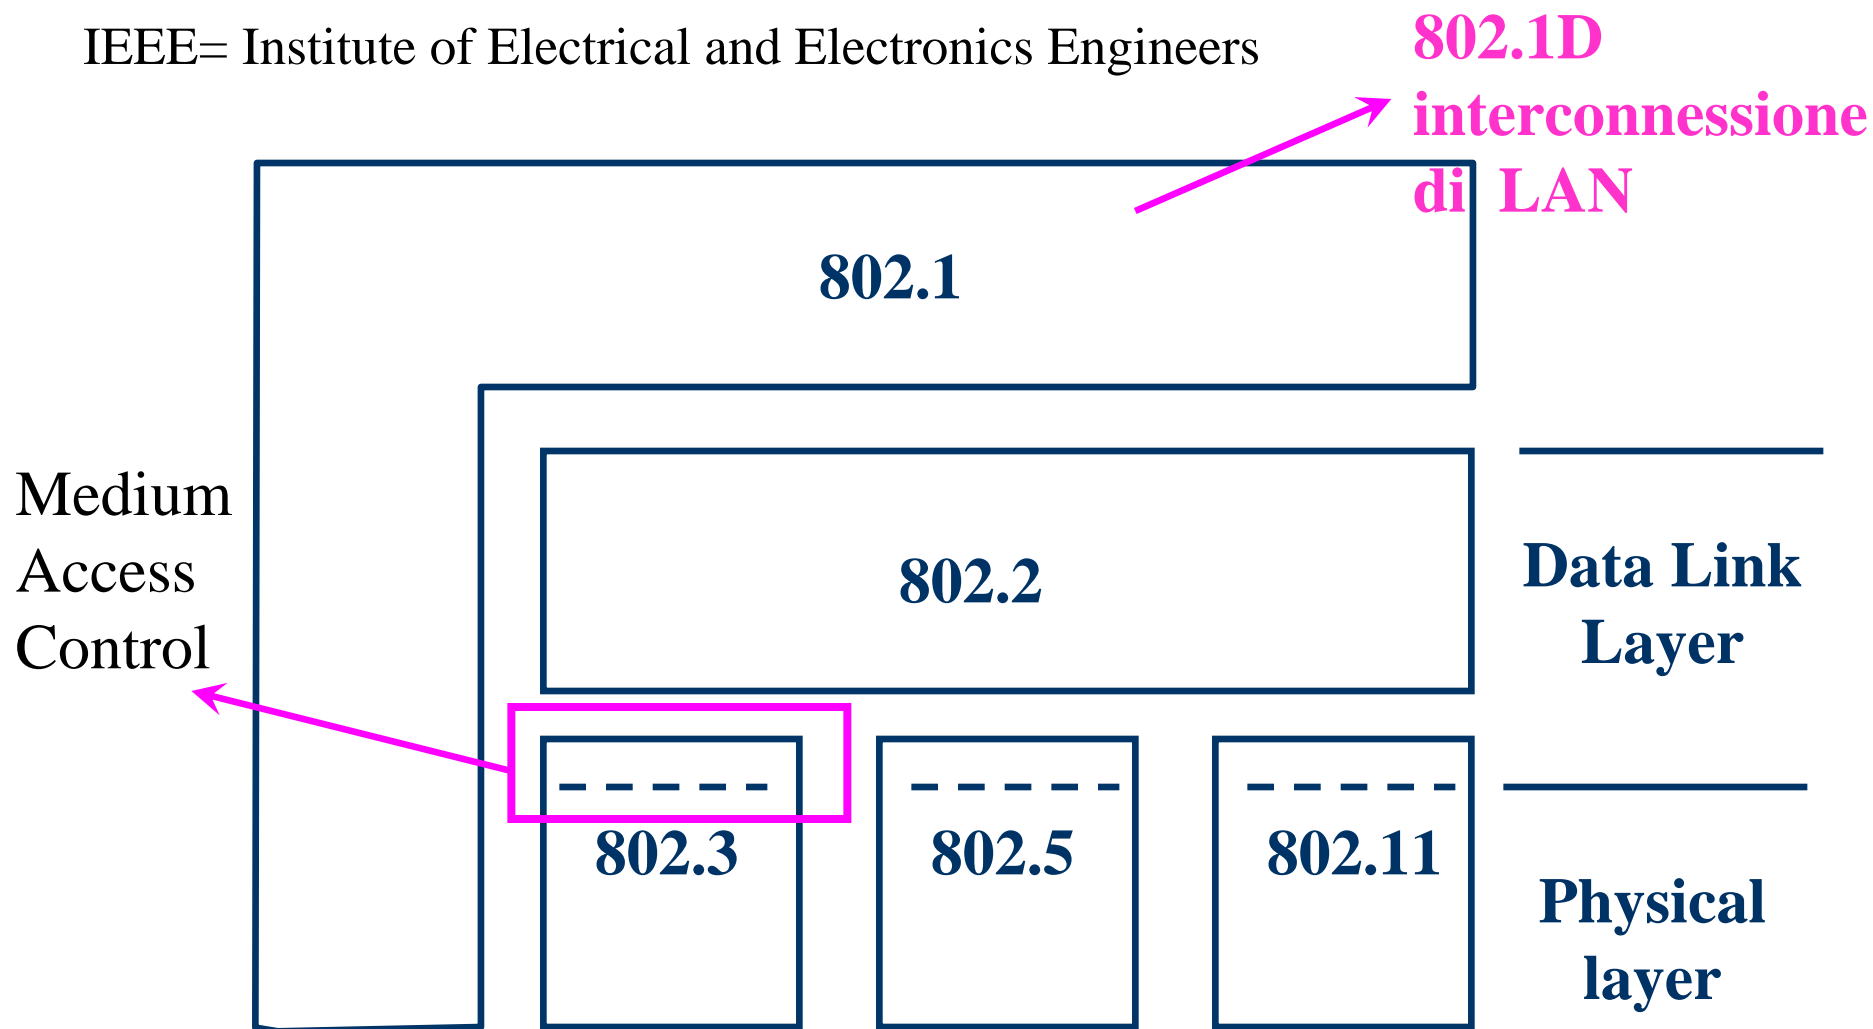 IEEE= Institute of Electrical and Electronics Engineers
802.1D
interconnessione
di LAN
802.1
Medium
Access
Control
802.2
Data Link
Layer
802.3
802.5
802.11
Physical
layer